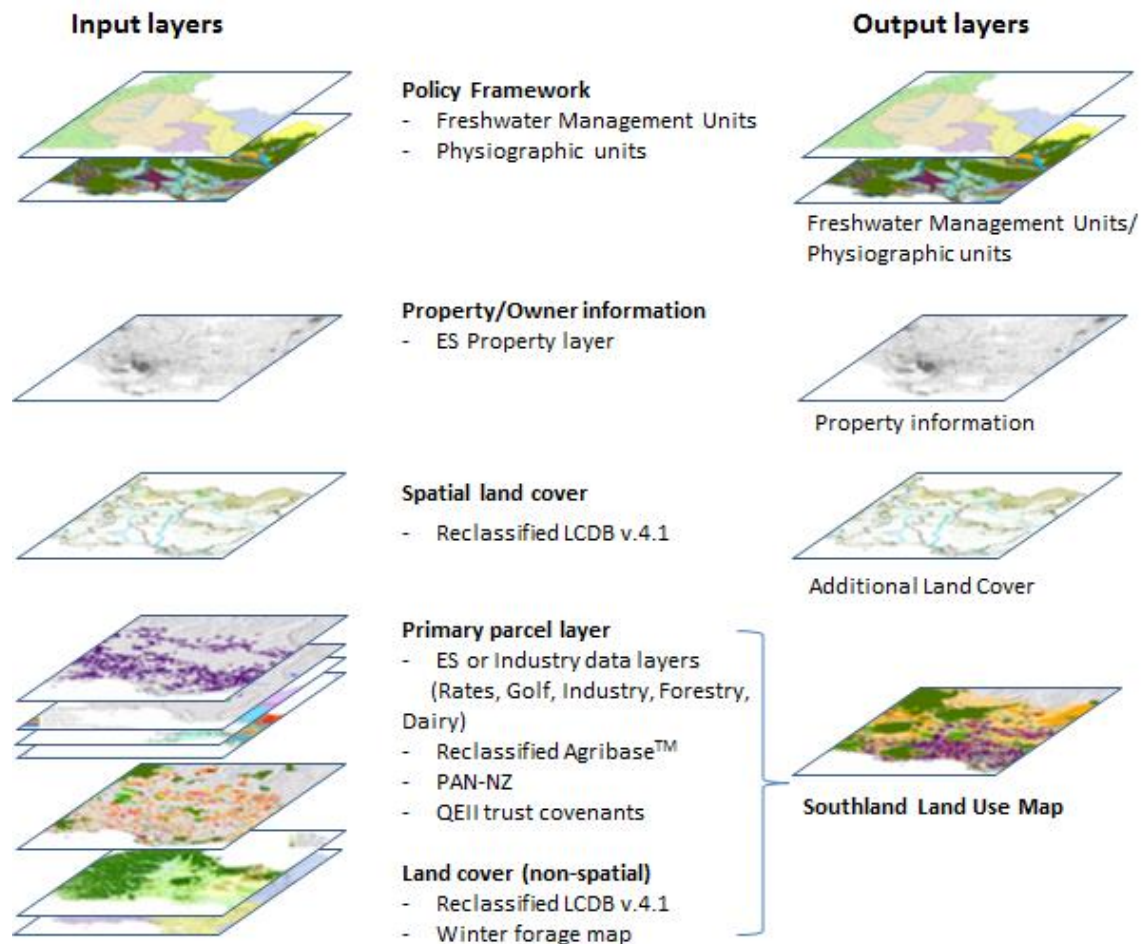 Input layers
Output layers
Policy Framework
- Freshwater Management Units
- Physiographic units
Freshwater Management Units/
Physiographic units
Property/Owner information
- ES Property layer
Property information
Spatial land cover
- Reclassified LCDB v.4.1
Additional Land Cover
Primary parcel layer
- ES or Industry data layers
(Rates, Golf, Industry, Forestry,
Dairy)
- Reclassified Agribase™
- PAN-NZ
- QEII trust covenants
Southland Land Use Map
Land cover (non-spatial)
- Reclassified LCDB v.4.1
- Winter forage map